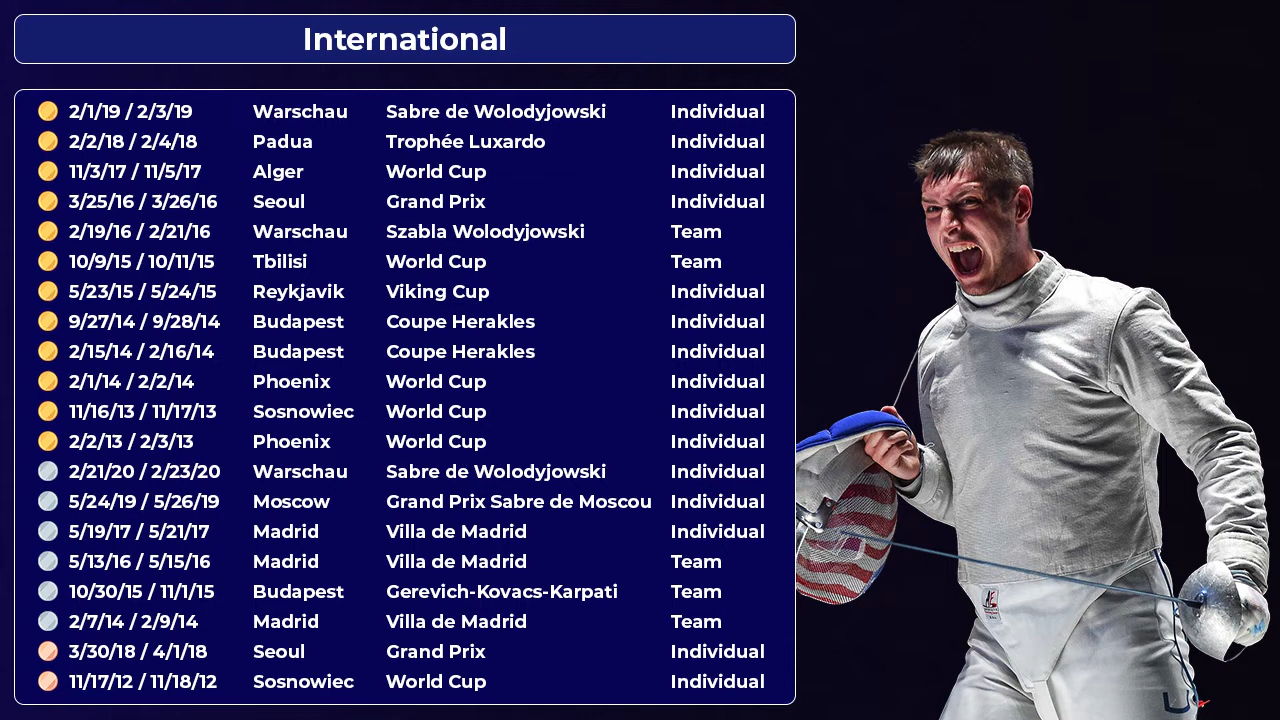 International
2/1/19 / 2/3/19 Warschau Sabre de Wolodyjowski Individual
2/2/18 / 2/4/18 Padua Trophée Luxardo Individual
11/3/17 / 11/5/17 Alger World Cup Individual
3/25/16 / 3/26/16 Seoul Grand Prix Individual
2/19/16 / 2/21/16 Warschau Szabla Wolodyjowski Team
10/9/15 / 10/11/15 Tbilisi World Cup Team
5/23/15 / 5/24/15 Reykjavik Viking Cup Individual
9/27/14 / 9/28/14 Budapest Coupe Herakles Individual
2/15/14 / 2/16/14 Budapest Coupe Herakles Individual
2/1/14 / 2/2/14 Phoenix World Cup Individual
11/16/13 / 11/17/13 Sosnowiec World Cup Individual
2/2/13 / 2/3/13 Phoenix World Cup Individual
2/21/20 / 2/23/20 Warschau Sabre de Wolodyjowski Individual
5/24/19 / 5/26/19 Moscow Grand Prix Sabre de Moscou Individual
5/19/17 / 5/21/17 Madrid Villa de Madrid Individual
5/13/16 / 5/15/16 Madrid Villa de Madrid Team
10/30/15 / 11/1/15 Budapest Gerevich-Kovacs-Karpati Team
2/7/14 / 2/9/14 Madrid Villa de Madrid Team
3/30/18 / 4/1/18 Seoul Grand Prix Individual
11/17/12 / 11/18/12 Sosnowiec World Cup Individual